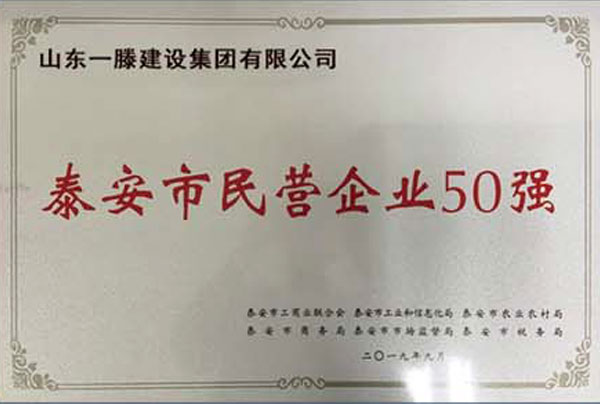 山东一滕建设集团有限公司
泰安市民营企业50强
泰安市工商业联合会 泰安市工业和信息化局 泰安市农业农村局
泰安市商务局 泰安市市场监督局 泰安市税务局
二〇一九年九月